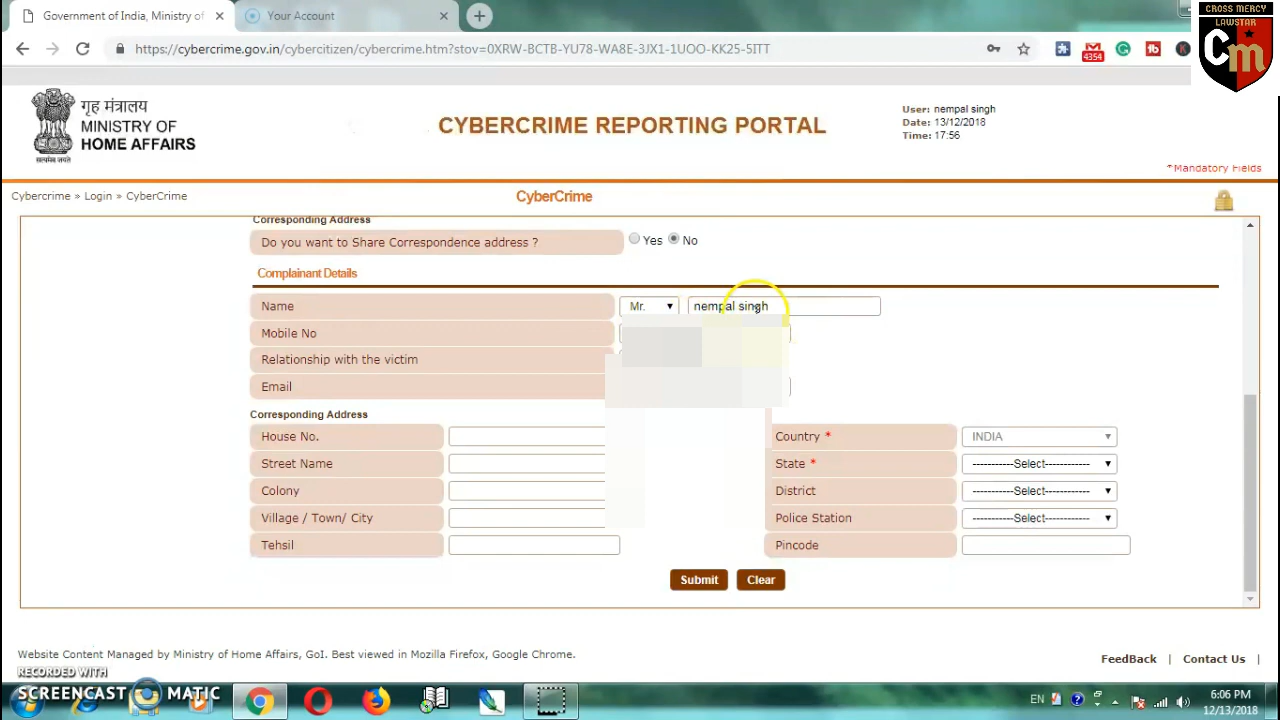 Government of India, Ministry of
Your Account
https://cybercrime.gov.in/cybercitizen/cybercrime.htm?stov=0XRW-BCTB-YU78-WA8E-3JX1-1UOO-KK25-5ITT
4354
CROSS MERCY
LAWSTAR
Cm
गृह मंत्रालय
MINISTRY OF
HOME AFFAIRS
सत्यमेव जयते
CYBERCRIME REPORTING PORTAL
User: nempal singh
Date: 13/12/2018
Time: 17:56
*Mandatory Fields
Cybercrime » Login » CyberCrime
CyberCrime
Corresponding Address
Do you want to Share Correspondence address ? Yes No
Complainant Details
Name Mr. nempal singh
Mobile No
Relationship with the victim
Email
Corresponding Address
House No. Country * INDIA
Street Name State * -----------Select-----------
Colony District -----------Select-----------
Village / Town/ City Police Station -----------Select-----------
Tehsil Pincode
Submit Clear
Website Content Managed by Ministry of Home Affairs, GoI. Best viewed in Mozilla Firefox, Google Chrome.
FeedBack | Contact Us |
RECORDED WITH
SCREENCAST MATIC
EN
6:06 PM
12/13/2018